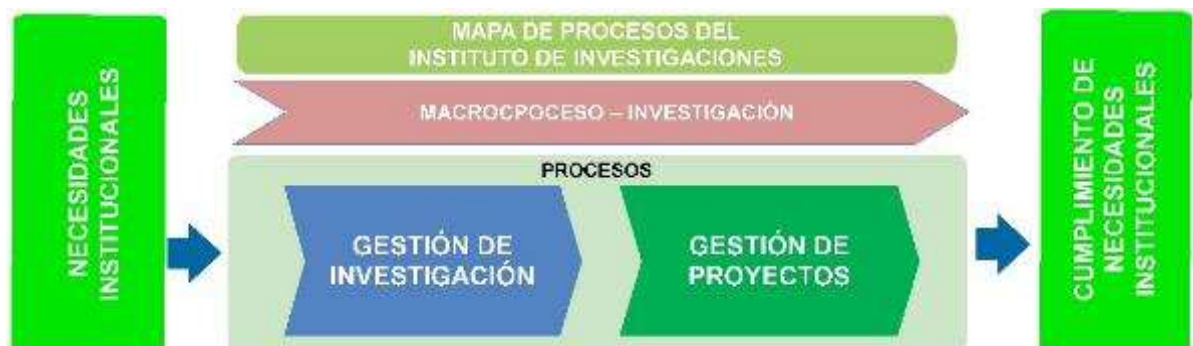 NECESIDADES
INSTITUCIONALES
MAPA DE PROCESOS DEL
INSTITUTO DE INVESTIGACIONES
MACROCPOCESO – INVESTIGACIÓN
PROCESOS
GESTIÓN DE
INVESTIGACIÓN
GESTIÓN DE
PROYECTOS
CUMPLIMIENTO DE
NECESIDADES
INSTITUCIONALES